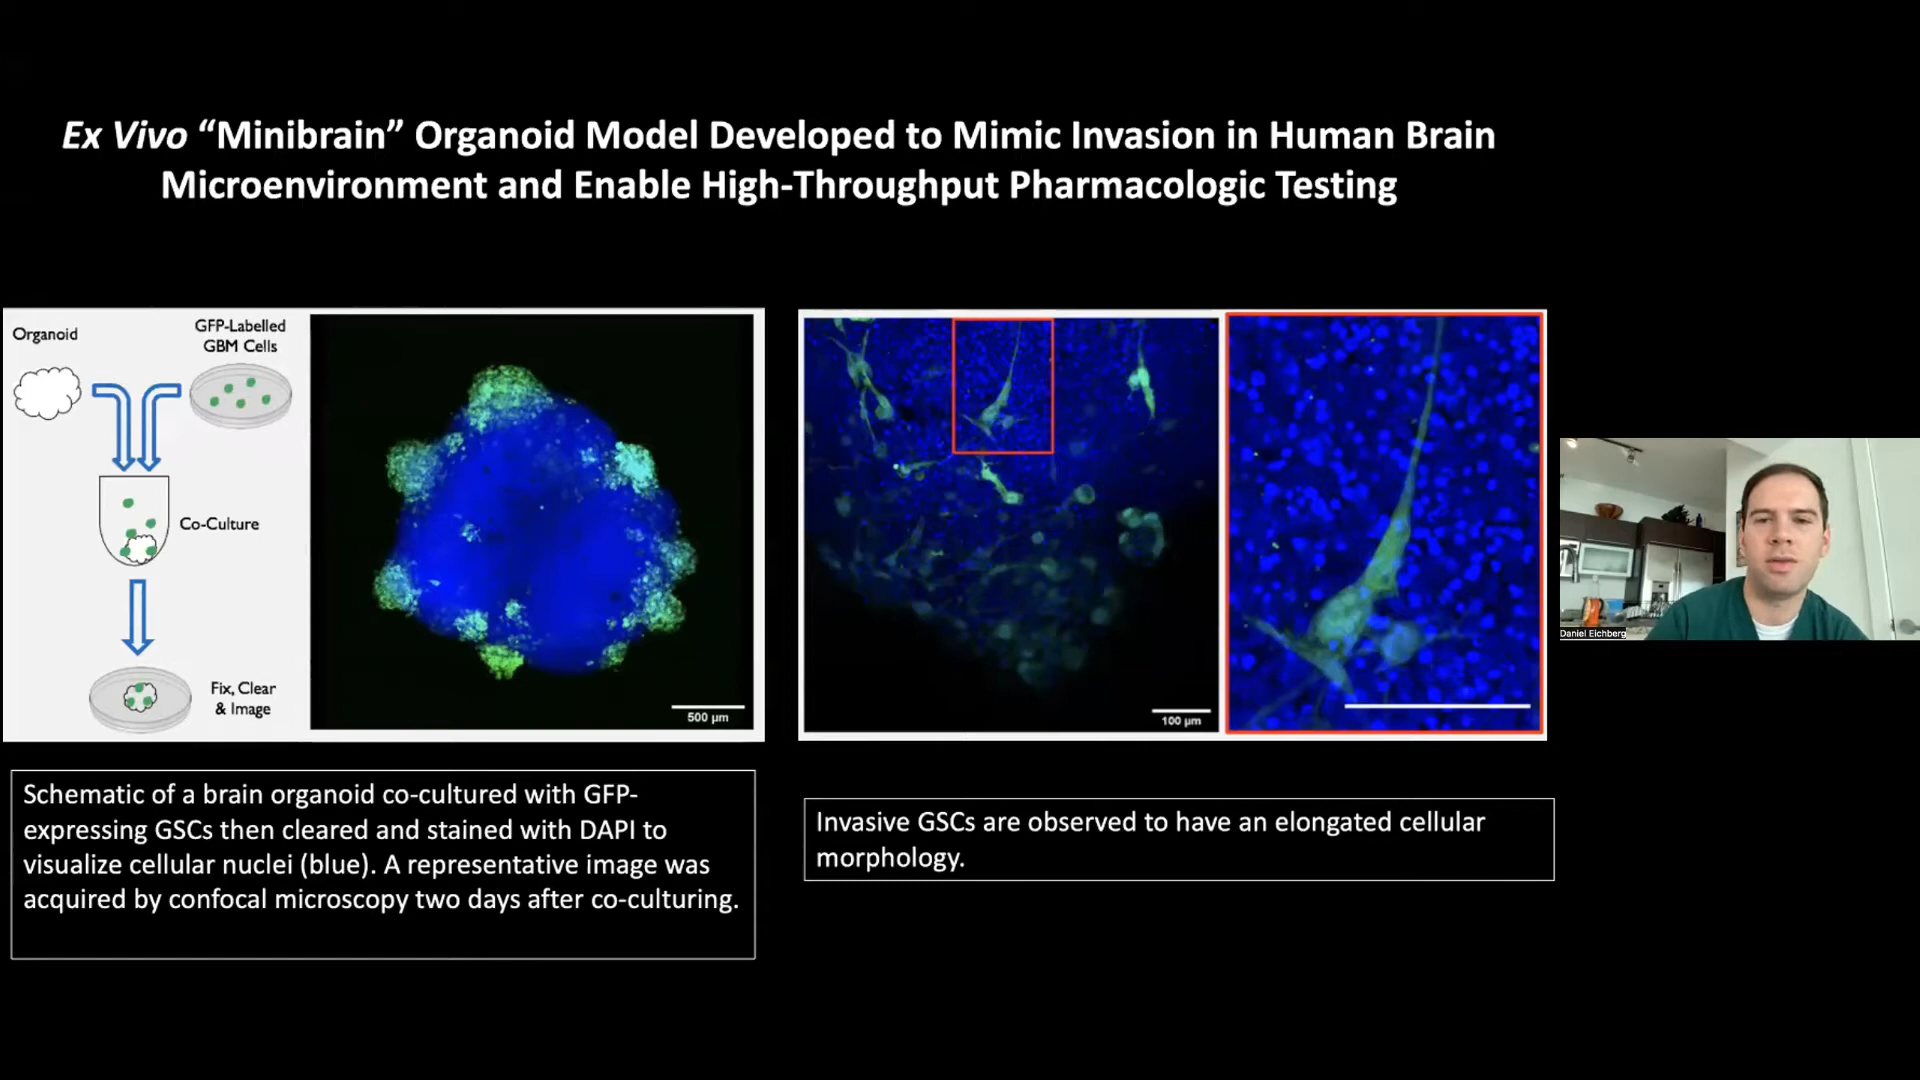 Ex Vivo “Minibrain” Organoid Model Developed to Mimic Invasion in Human Brain
Microenvironment and Enable High-Throughput Pharmacologic Testing
Organoid
GFP-Labelled
GBM Cells
Co-Culture
Fix, Clear
& Image
500 µm
100 µm
Daniel Eichberg
Schematic of a brain organoid co-cultured with GFP-
expressing GSCs then cleared and stained with DAPI to
visualize cellular nuclei (blue). A representative image was
acquired by confocal microscopy two days after co-culturing.
Invasive GSCs are observed to have an elongated cellular
morphology.